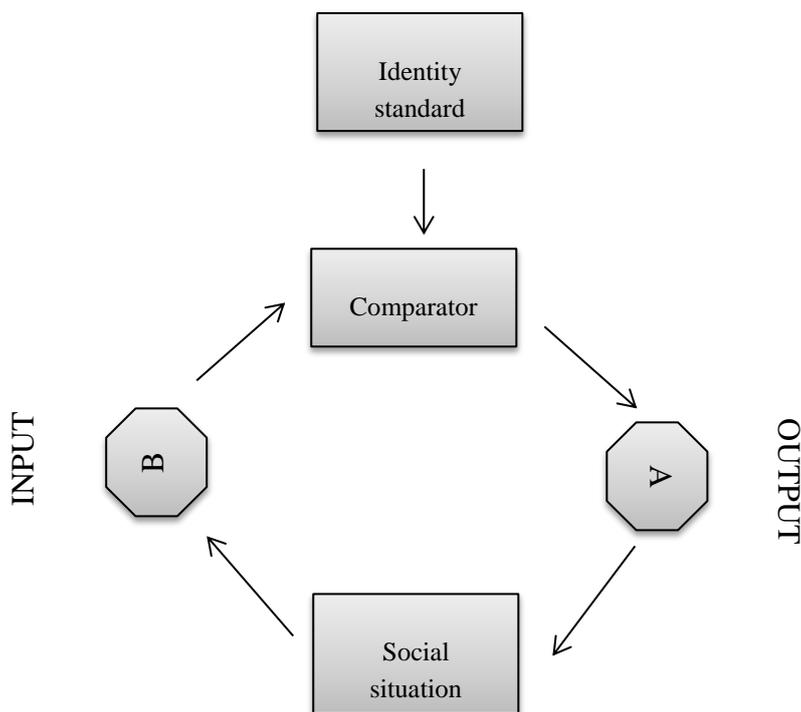 Identity
standard
Comparator
INPUT
B
A
OUTPUT
Social
situation